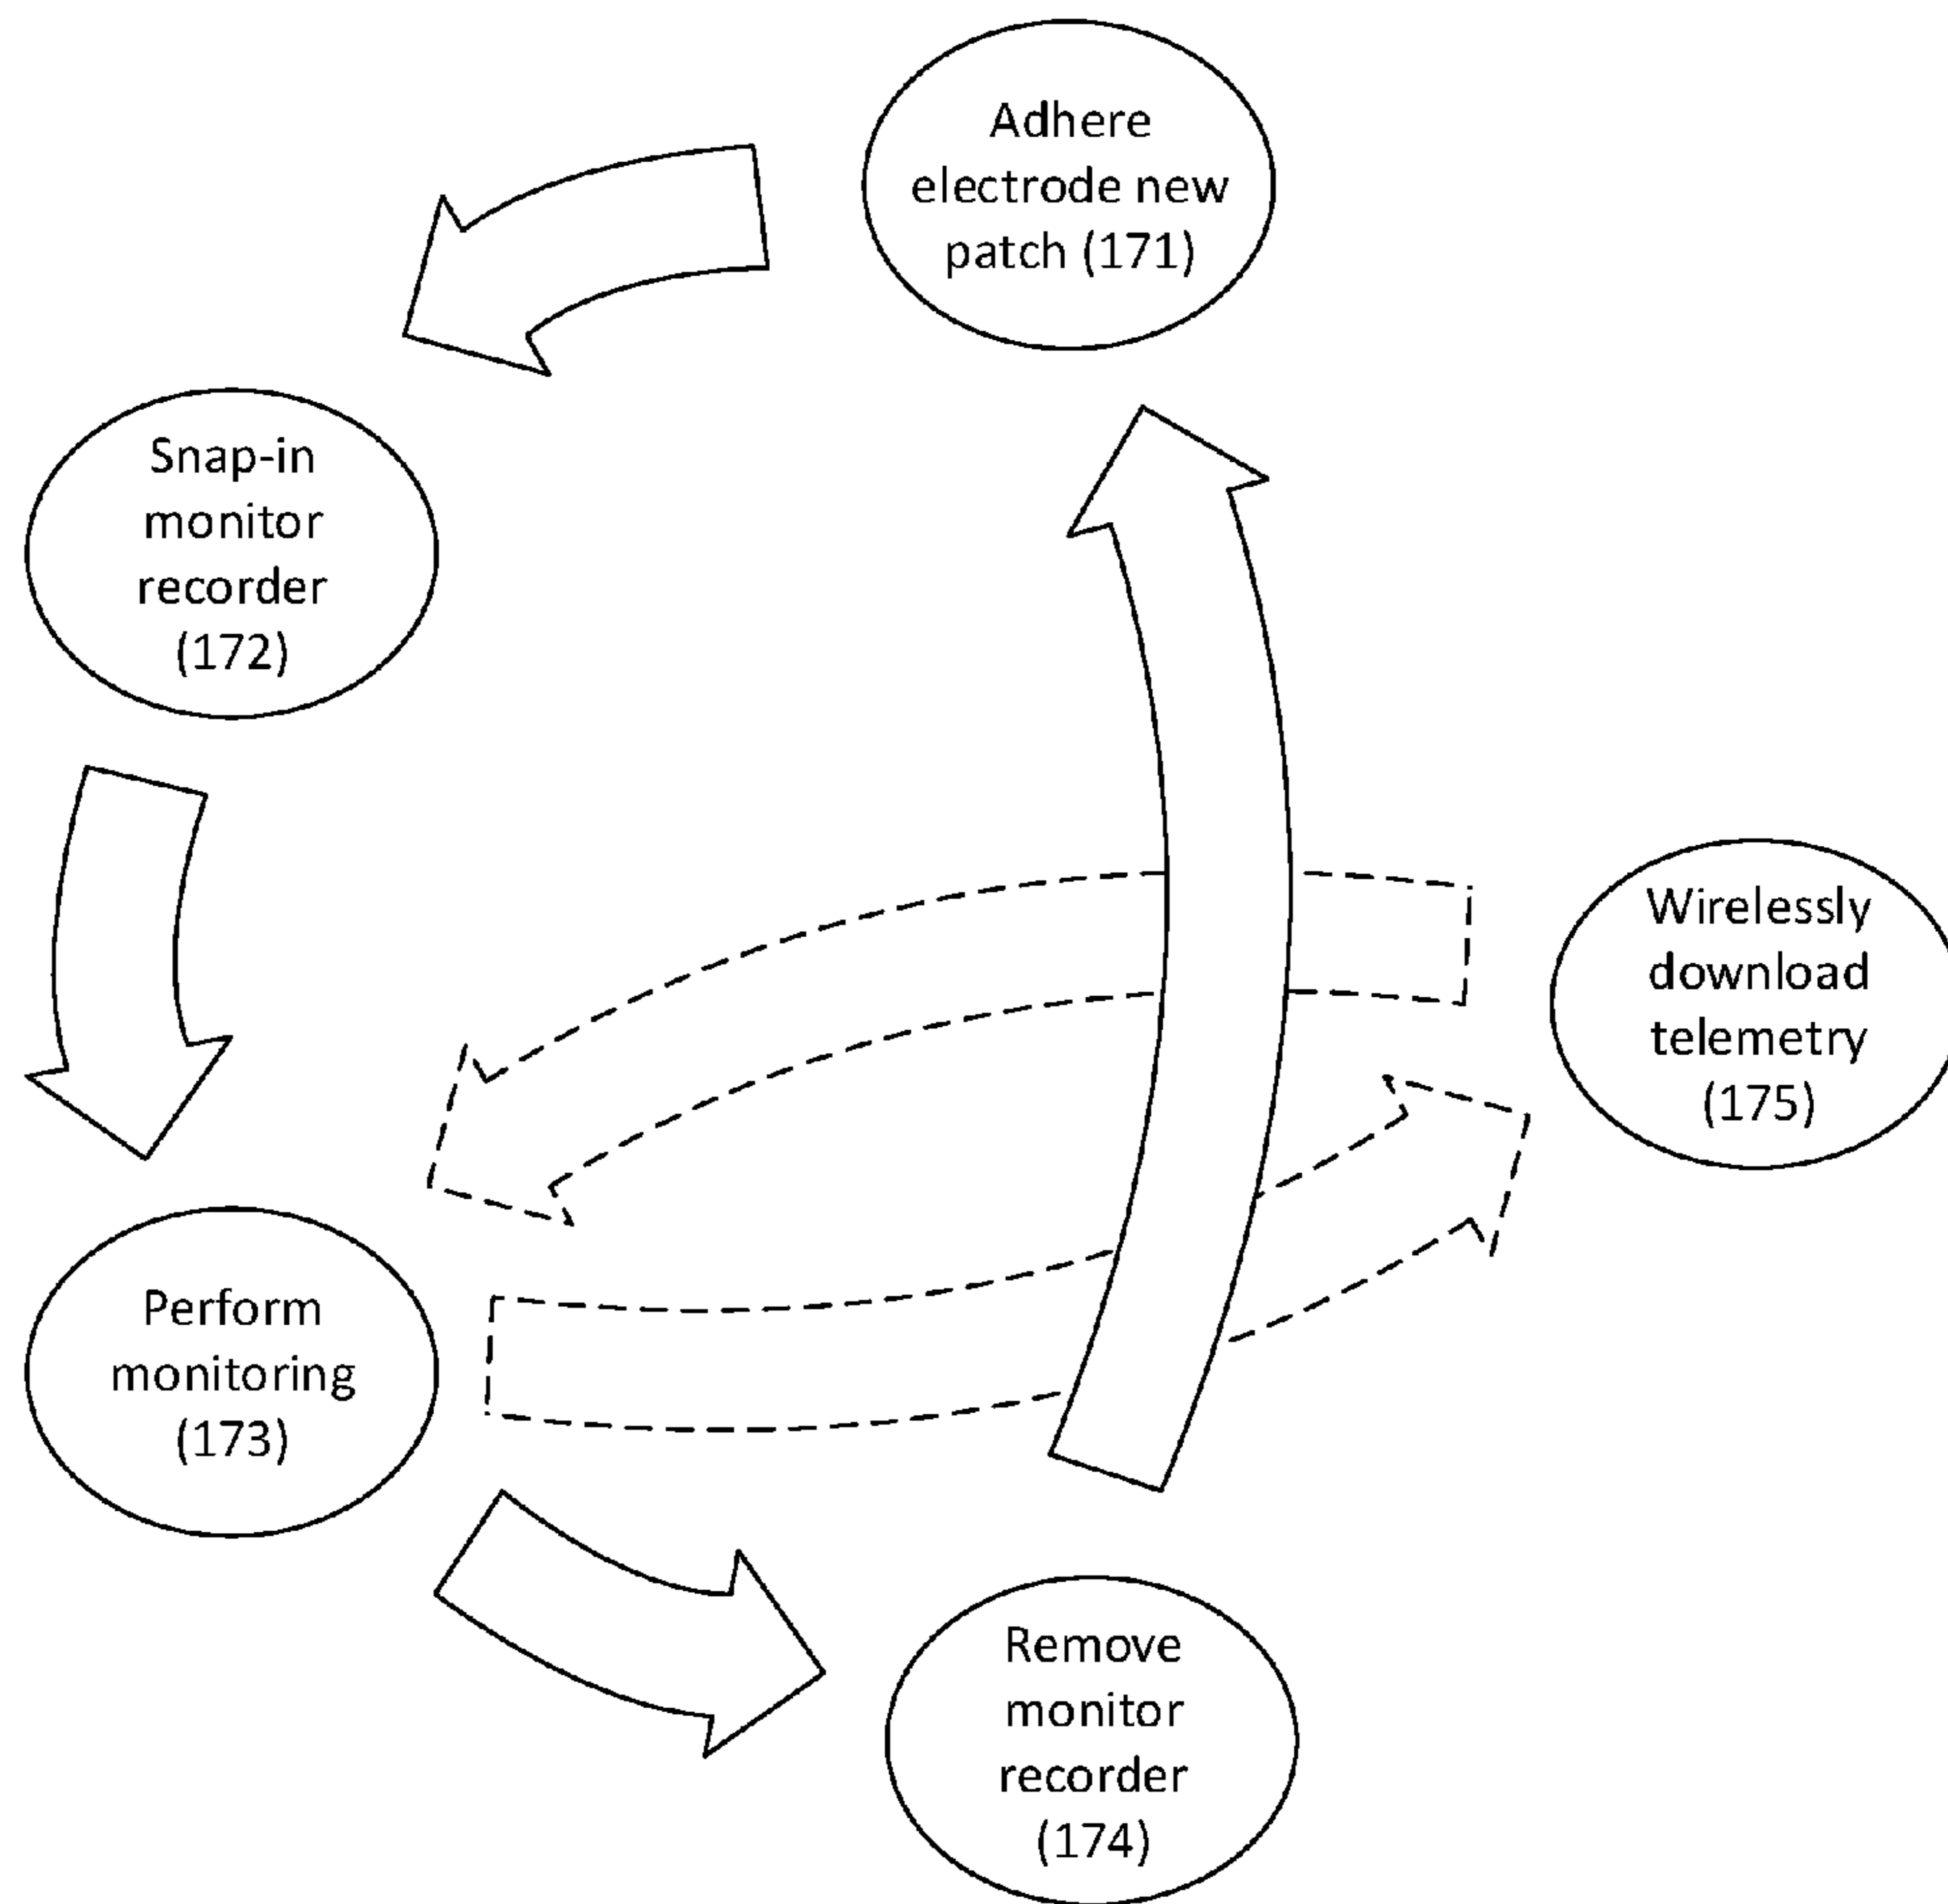 Adhere
electrode new
patch (171)
Snap-in
monitor
recorder
(172)
Wirelessly
download
telemetry
(175)
Perform
monitoring
(173)
Remove
monitor
recorder
(174)